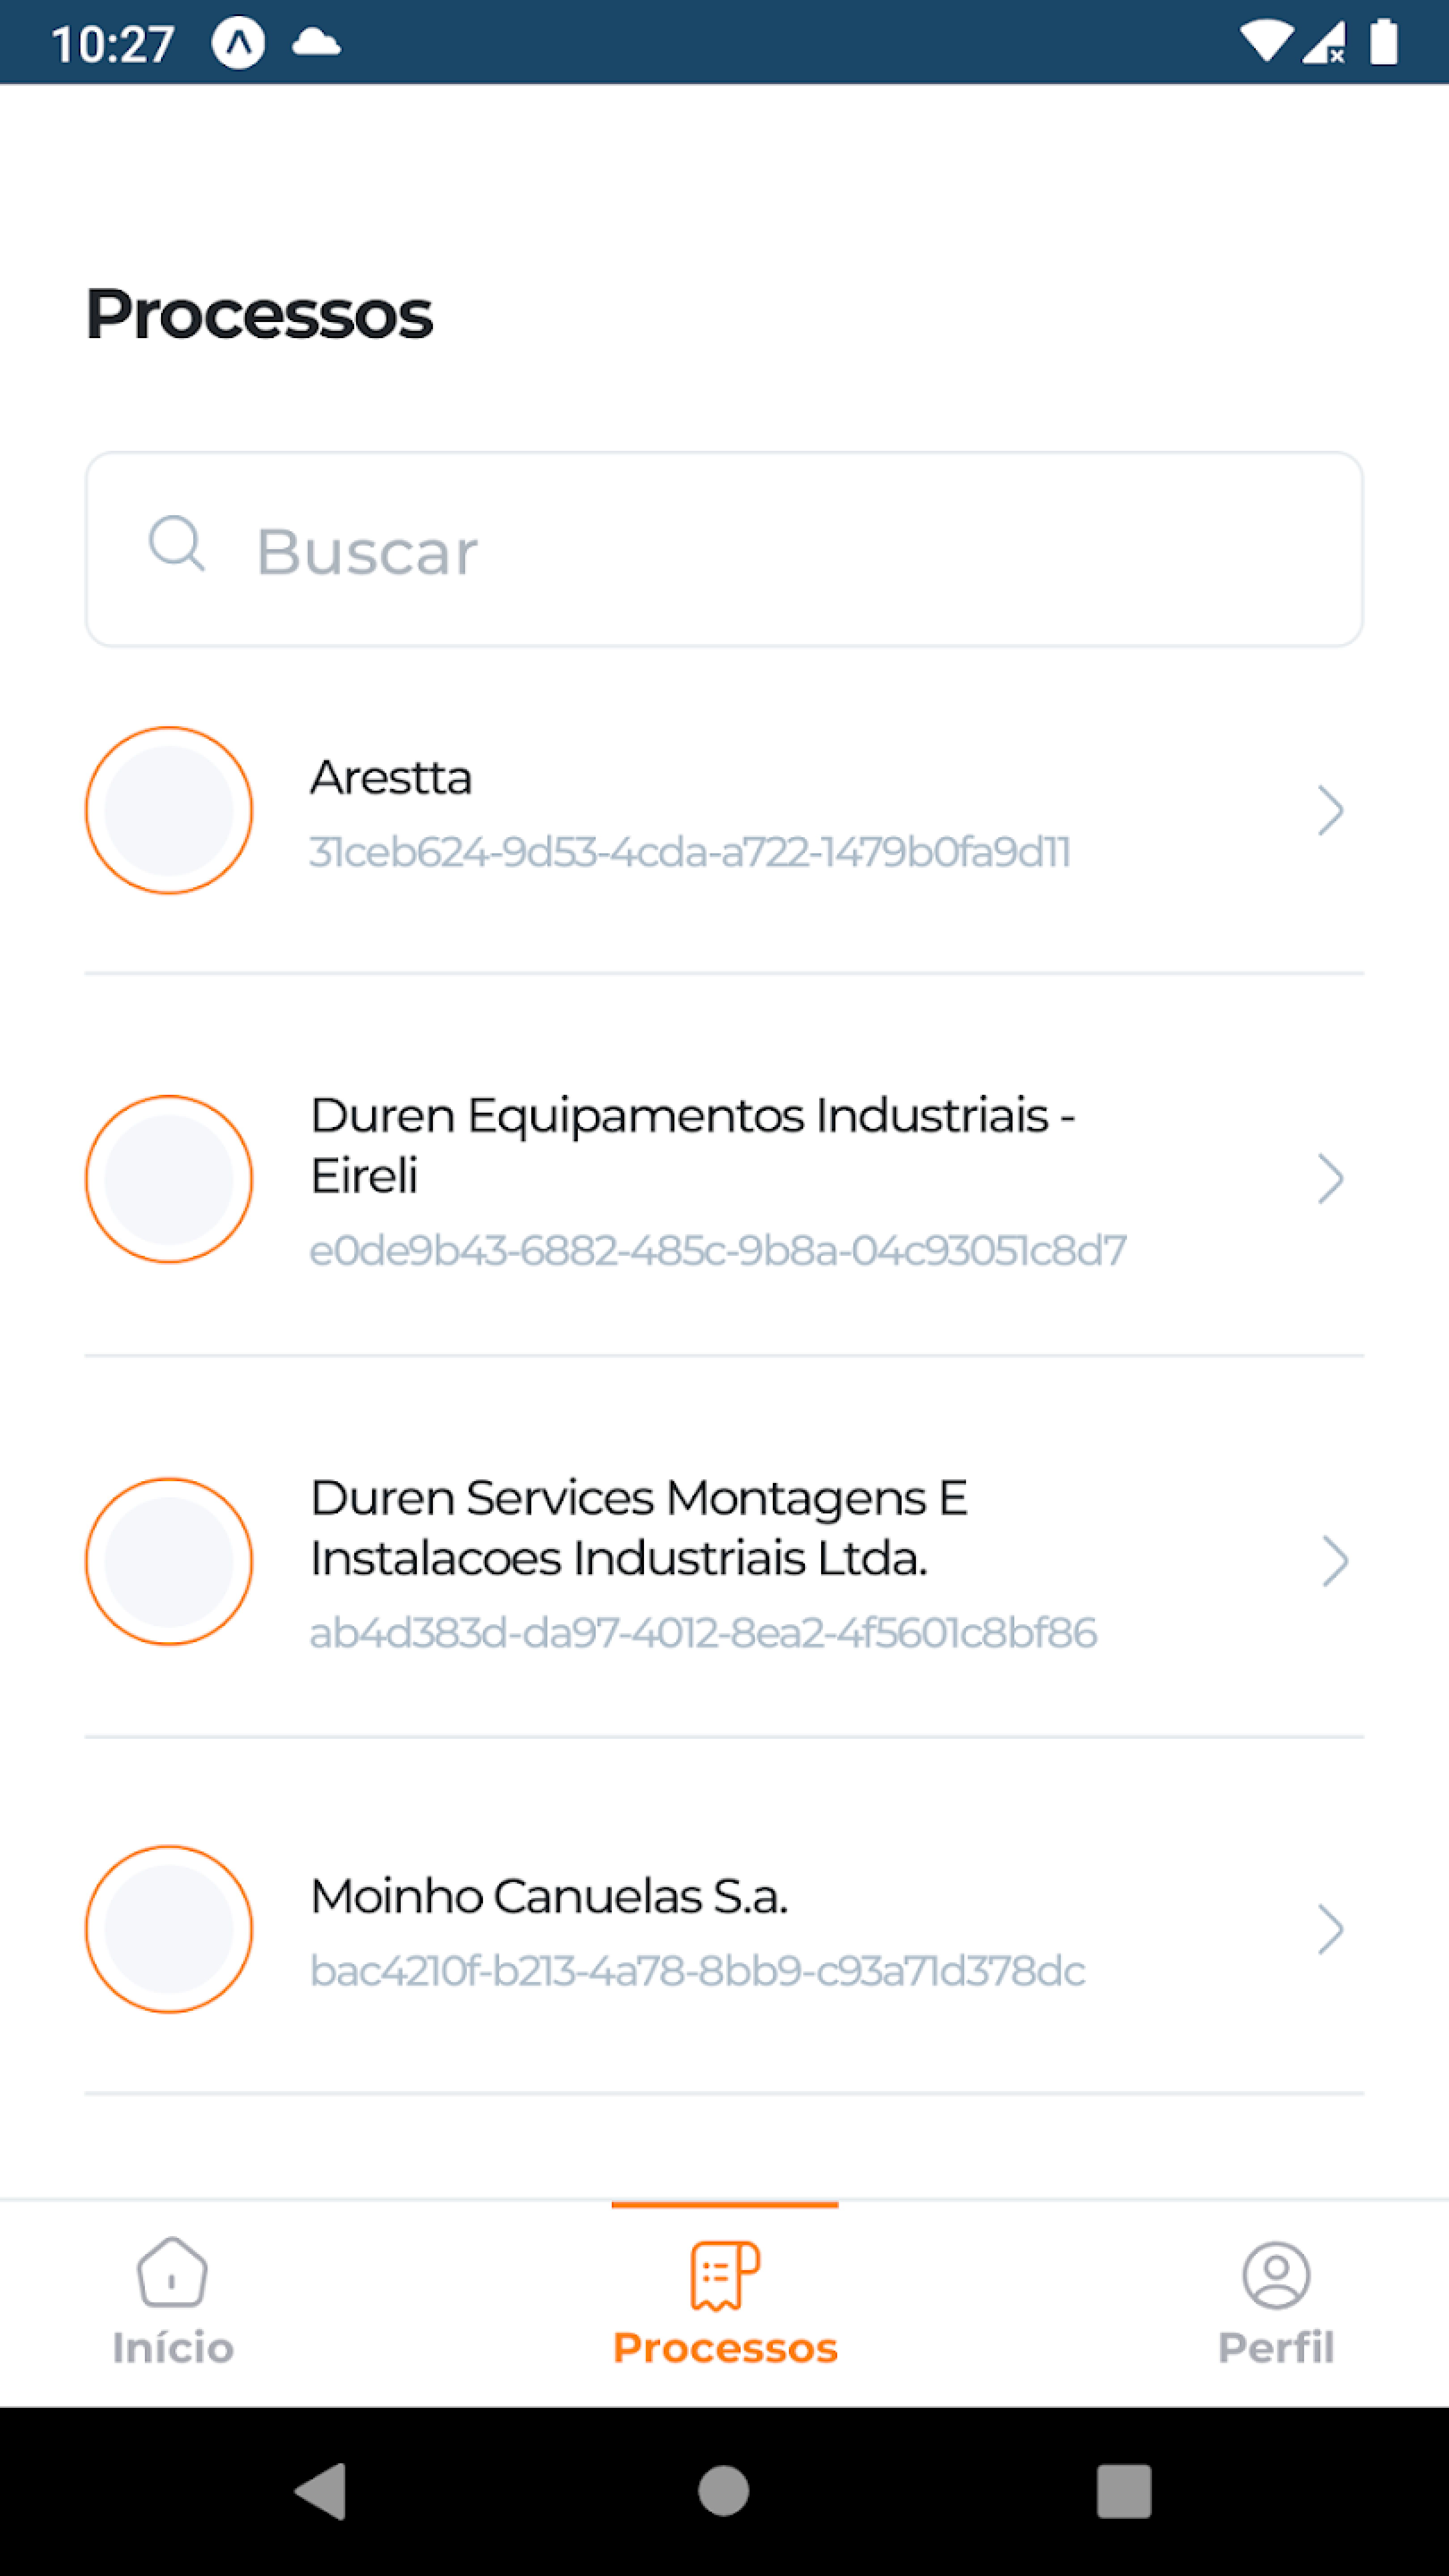 10:27
Processos
Buscar
Arestta
31ceb624-9d53-4cda-a722-1479b0fa9d11
Duren Equipamentos Industriais -
Eireli
e0de9b43-6882-485c-9b8a-04c93051c8d7
Duren Services Montagens E
Instalacoes Industriais Ltda.
ab4d383d-da97-4012-8ea2-4f5601c8bf86
Moinho Canuelas S.a.
bac4210f-b213-4a78-8bb9-c93a71d378dc
Início
Processos
Perfil